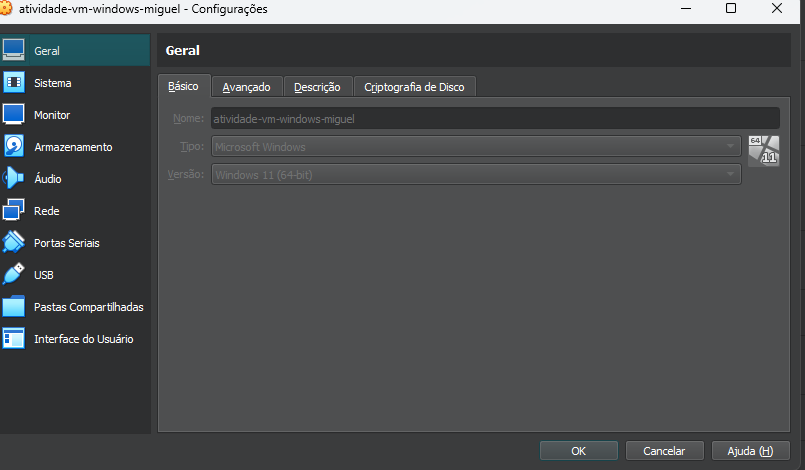 atividade-vm-windows-miguel - Configurações
Geral
Sistema
Monitor
Armazenamento
Áudio
Rede
Portas Seriais
USB
Pastas Compartilhadas
Interface do Usuário
Geral
Básico Avançado Descrição Criptografia de Disco
Nome: atividade-vm-windows-miguel
Tipo: Microsoft Windows
64
11
Versão: Windows 11 (64-bit)
OK Cancelar Ajuda (H)